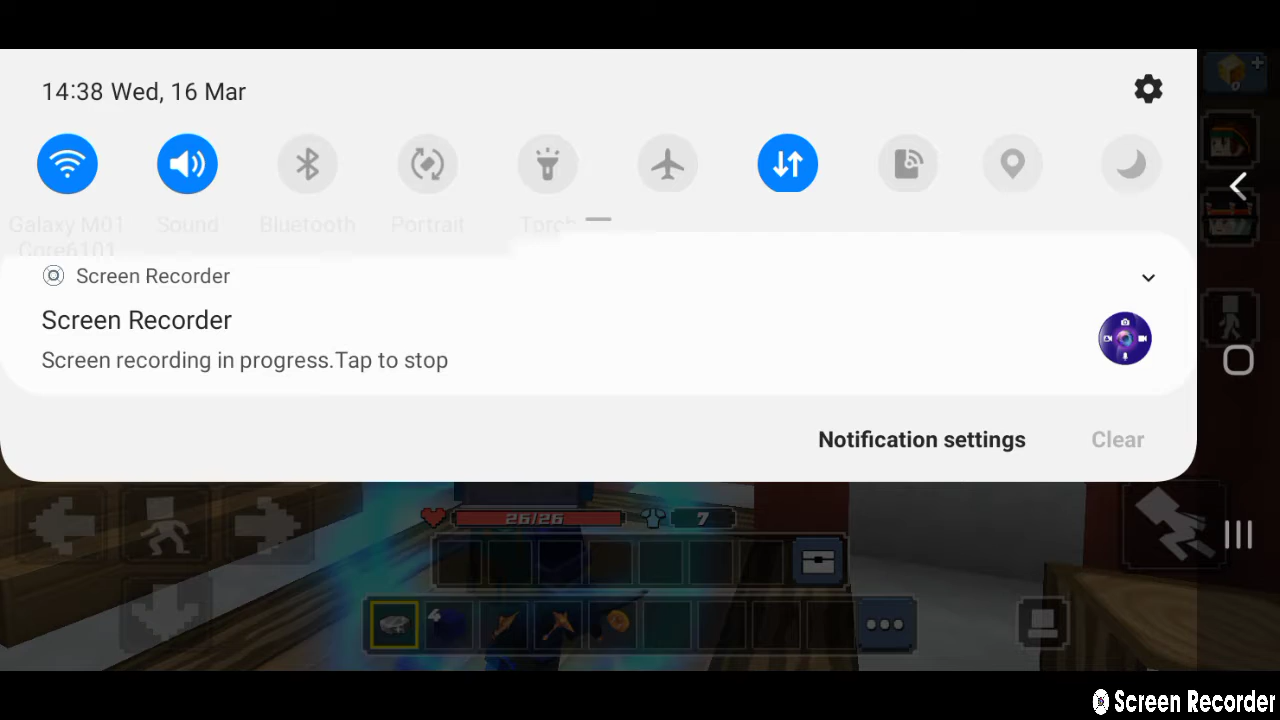 14:38 Wed, 16 Mar
Galaxy M01
Core6101
Sound
Bluetooth
Portrait
Torch
Screen Recorder
Screen Recorder
Screen recording in progress.Tap to stop
Notification settings
Clear
26/26
7
4
Screen Recorder